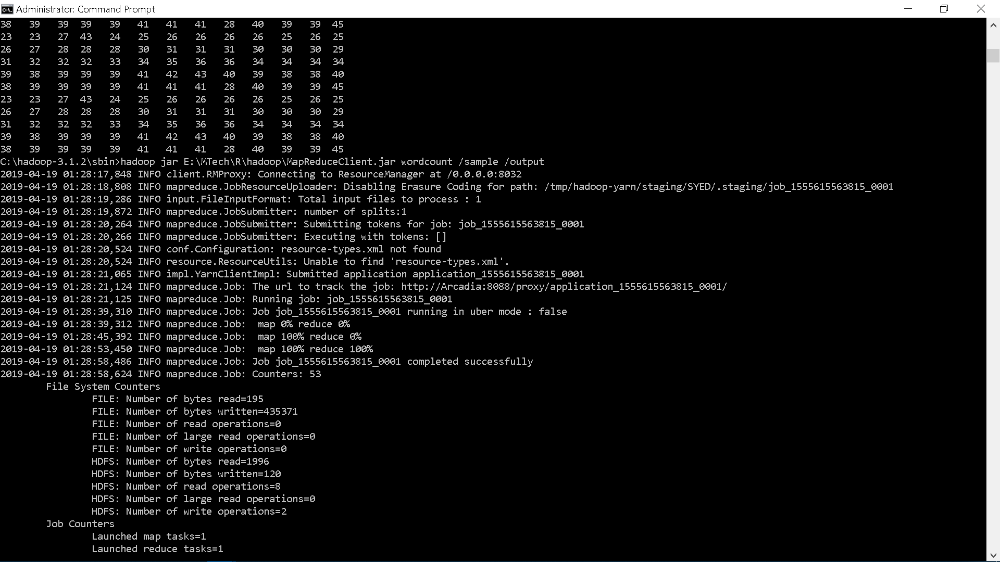 Administrator: Command Prompt
38 39 39 39 39 41 41 41 28 40 39 39 45
23 23 27 43 24 25 26 26 26 26 25 26 25
26 27 28 28 28 30 31 31 31 30 30 30 29
31 32 32 32 33 34 35 36 36 34 34 34 34
39 38 39 39 39 41 42 43 40 39 38 38 40
38 39 39 39 39 41 41 41 28 40 39 39 45
23 23 27 43 24 25 26 26 26 26 25 26 25
26 27 28 28 28 30 31 31 31 30 30 30 29
31 32 32 32 33 34 35 36 36 34 34 34 34
39 38 39 39 39 41 42 43 40 39 38 38 40
38 39 39 39 39 41 41 41 28 40 39 39 45
C:\hadoop-3.1.2\sbin>hadoop jar E:\MTech\R\hadoop\MapReduceClient.jar wordcount /sample /output
2019-04-19 01:28:17,848 INFO client.RMProxy: Connecting to ResourceManager at /0.0.0.0:8032
2019-04-19 01:28:18,808 INFO mapreduce.JobResourceUploader: Disabling Erasure Coding for path: /tmp/hadoop-yarn/staging/SYED/.staging/job_1555615563815_0001
2019-04-19 01:28:19,286 INFO input.FileInputFormat: Total input files to process : 1
2019-04-19 01:28:19,872 INFO mapreduce.JobSubmitter: number of splits:1
2019-04-19 01:28:20,264 INFO mapreduce.JobSubmitter: Submitting tokens for job: job_1555615563815_0001
2019-04-19 01:28:20,266 INFO mapreduce.JobSubmitter: Executing with tokens: []
2019-04-19 01:28:20,524 INFO conf.Configuration: resource-types.xml not found
2019-04-19 01:28:20,524 INFO resource.ResourceUtils: Unable to find 'resource-types.xml'.
2019-04-19 01:28:21,065 INFO impl.YarnClientImpl: Submitted application application_1555615563815_0001
2019-04-19 01:28:21,124 INFO mapreduce.Job: The url to track the job: http://Arcadia:8088/proxy/application_1555615563815_0001/
2019-04-19 01:28:21,125 INFO mapreduce.Job: Running job: job_1555615563815_0001
2019-04-19 01:28:39,310 INFO mapreduce.Job: Job job_1555615563815_0001 running in uber mode : false
2019-04-19 01:28:39,312 INFO mapreduce.Job:  map 0% reduce 0%
2019-04-19 01:28:45,392 INFO mapreduce.Job:  map 100% reduce 0%
2019-04-19 01:28:53,450 INFO mapreduce.Job:  map 100% reduce 100%
2019-04-19 01:28:58,486 INFO mapreduce.Job: Job job_1555615563815_0001 completed successfully
2019-04-19 01:28:58,624 INFO mapreduce.Job: Counters: 53
File System Counters
FILE: Number of bytes read=195
FILE: Number of bytes written=435371
FILE: Number of read operations=0
FILE: Number of large read operations=0
FILE: Number of write operations=0
HDFS: Number of bytes read=1996
HDFS: Number of bytes written=120
HDFS: Number of read operations=8
HDFS: Number of large read operations=0
HDFS: Number of write operations=2
Job Counters
Launched map tasks=1
Launched reduce tasks=1